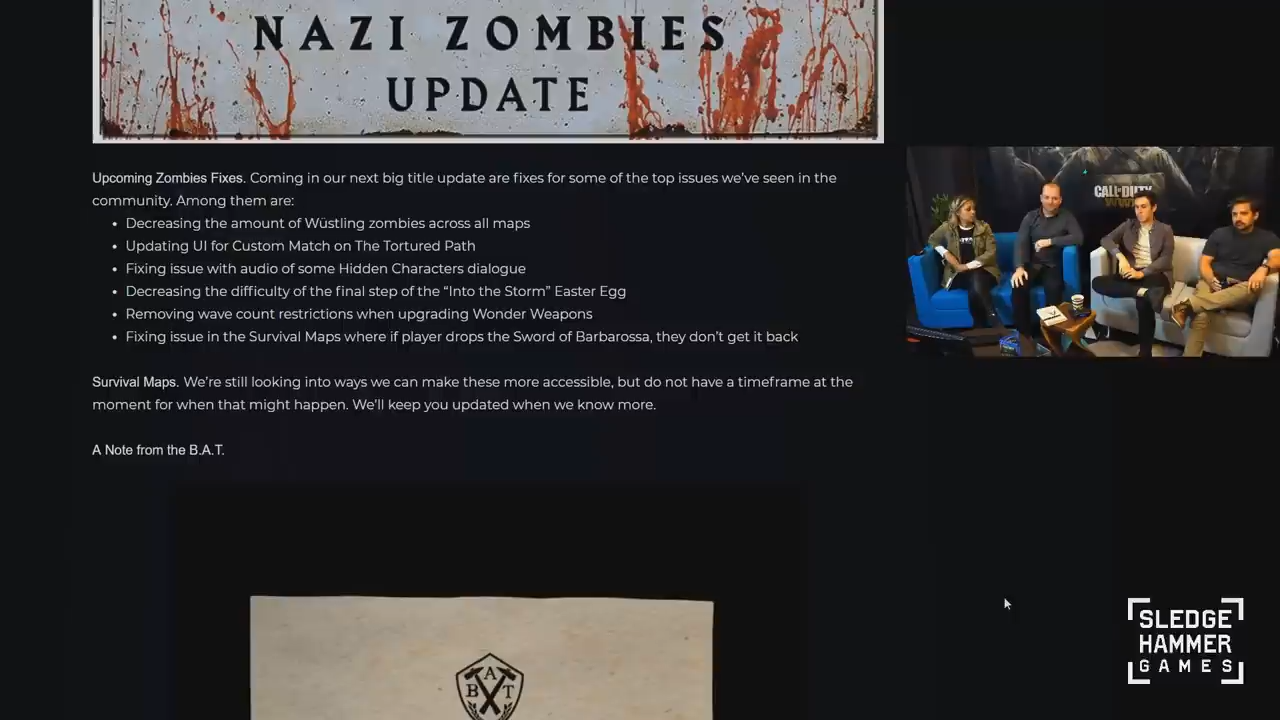 NAZI ZOMBIES
UPDATE
Upcoming Zombies Fixes. Coming in our next big title update are fixes for some of the top issues we've seen in the
community. Among them are:
• Decreasing the amount of Wüstling zombies across all maps
• Updating UI for Custom Match on The Tortured Path
• Fixing issue with audio of some Hidden Characters dialogue
• Decreasing the difficulty of the final step of the “Into the Storm” Easter Egg
• Removing wave count restrictions when upgrading Wonder Weapons
• Fixing issue in the Survival Maps where if player drops the Sword of Barbarossa, they don't get it back
Survival Maps. We're still looking into ways we can make these more accessible, but do not have a timeframe at the
moment for when that might happen. We'll keep you updated when we know more.
A Note from the B.A.T.
B A T
CALL OF DUTY
WWII
SLEDGE
HAMMER
GAMES